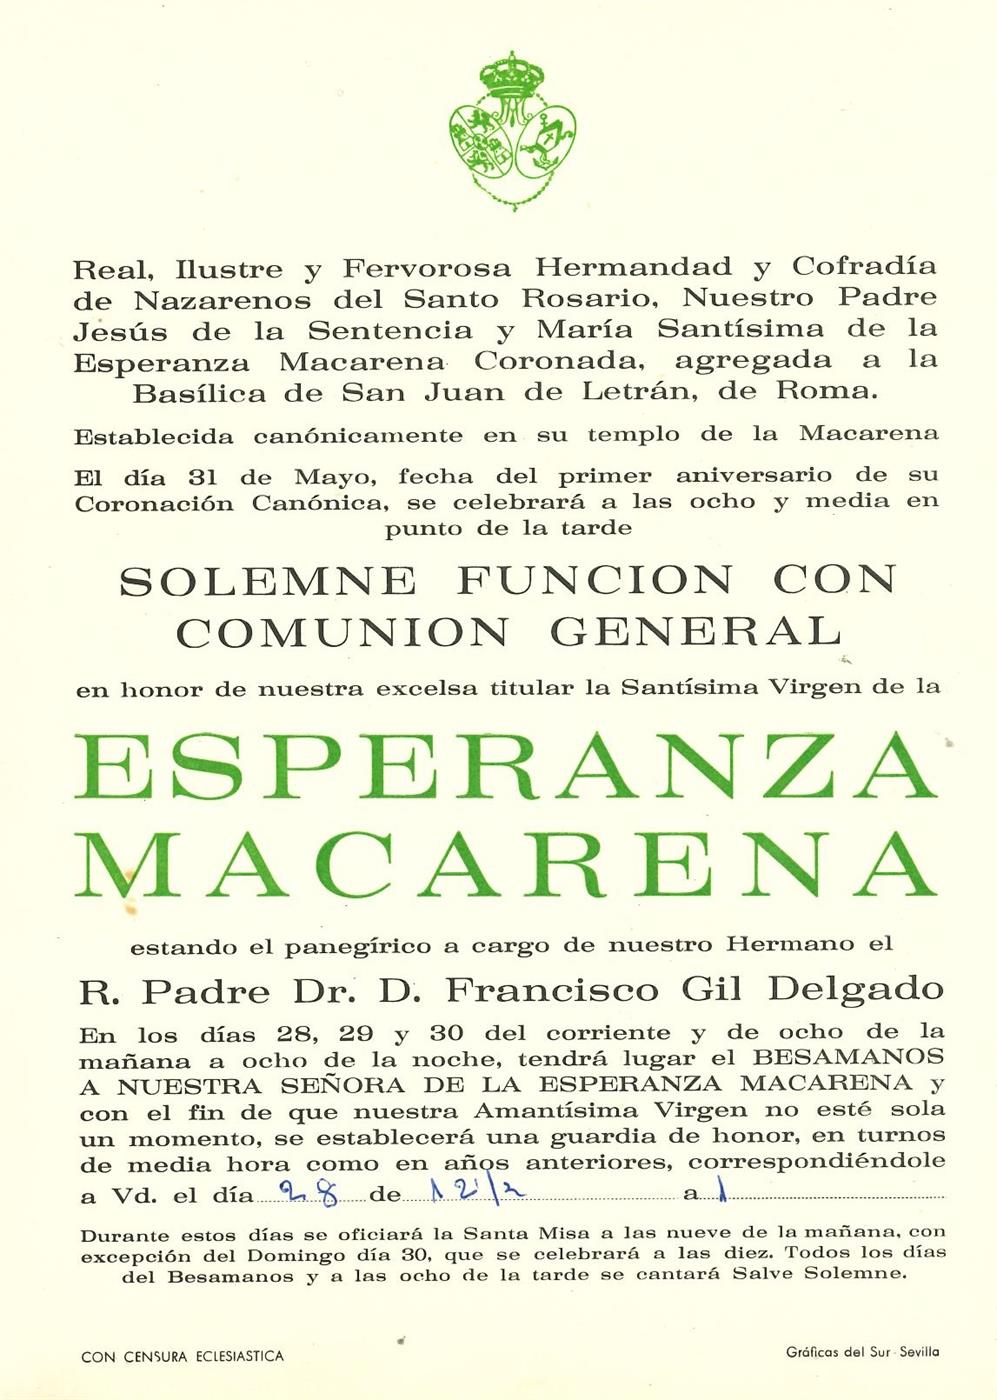 Real, Ilustre y Fervorosa Hermandad y Cofradía
de Nazarenos del Santo Rosario, Nuestro Padre
Jesús de la Sentencia y María Santísima de la
Esperanza Macarena Coronada, agregada a la
Basílica de San Juan de Letrán, de Roma.
Establecida canónicamente en su templo de la Macarena
El día 31 de Mayo, fecha del primer aniversario de su
Coronación Canónica, se celebrará a las ocho y media en
punto de la tarde
SOLEMNE FUNCION CON
COMUNION GENERAL
en honor de nuestra excelsa titular la Santísima Virgen de la
ESPERANZA
MACARENA
estando el panegírico a cargo de nuestro Hermano el
R. Padre Dr. D. Francisco Gil Delgado
En los días 28, 29 y 30 del corriente y de ocho de la
mañana a ocho de la noche, tendrá lugar el BESAMANOS
A NUESTRA SEÑORA DE LA ESPERANZA MACARENA y
con el fin de que nuestra Amantísima Virgen no esté sola
un momento, se establecerá una guardia de honor, en turnos
de media hora como en años anteriores, correspondiéndole
a Vd. el día 28 de 12 1/2 a 1
Durante estos días se oficiará la Santa Misa a las nueve de la mañana, con
excepción del Domingo día 30, que se celebrará a las diez. Todos los días
del Besamanos y a las ocho de la tarde se cantará Salve Solemne.
CON CENSURA ECLESIASTICA
Gráficas del Sur - Sevilla